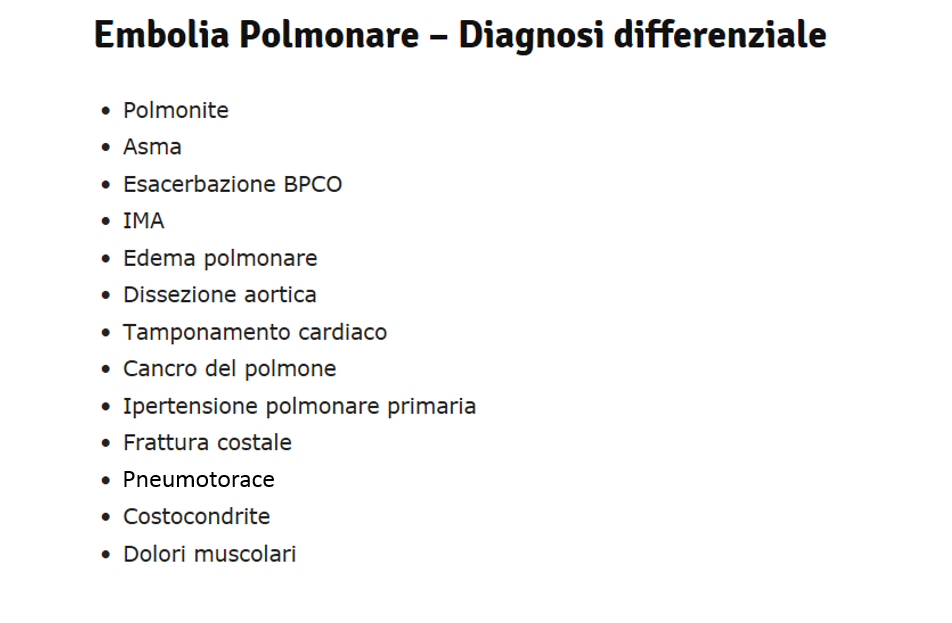 Embolia Polmonare – Diagnosi differenziale
• Polmonite
• Asma
• Esacerbazione BPCO
• IMA
• Edema polmonare
• Dissezione aortica
• Tamponamento cardiaco
• Cancro del polmone
• Ipertensione polmonare primaria
• Frattura costale
• Pneumotorace
• Costocondrite
• Dolori muscolari